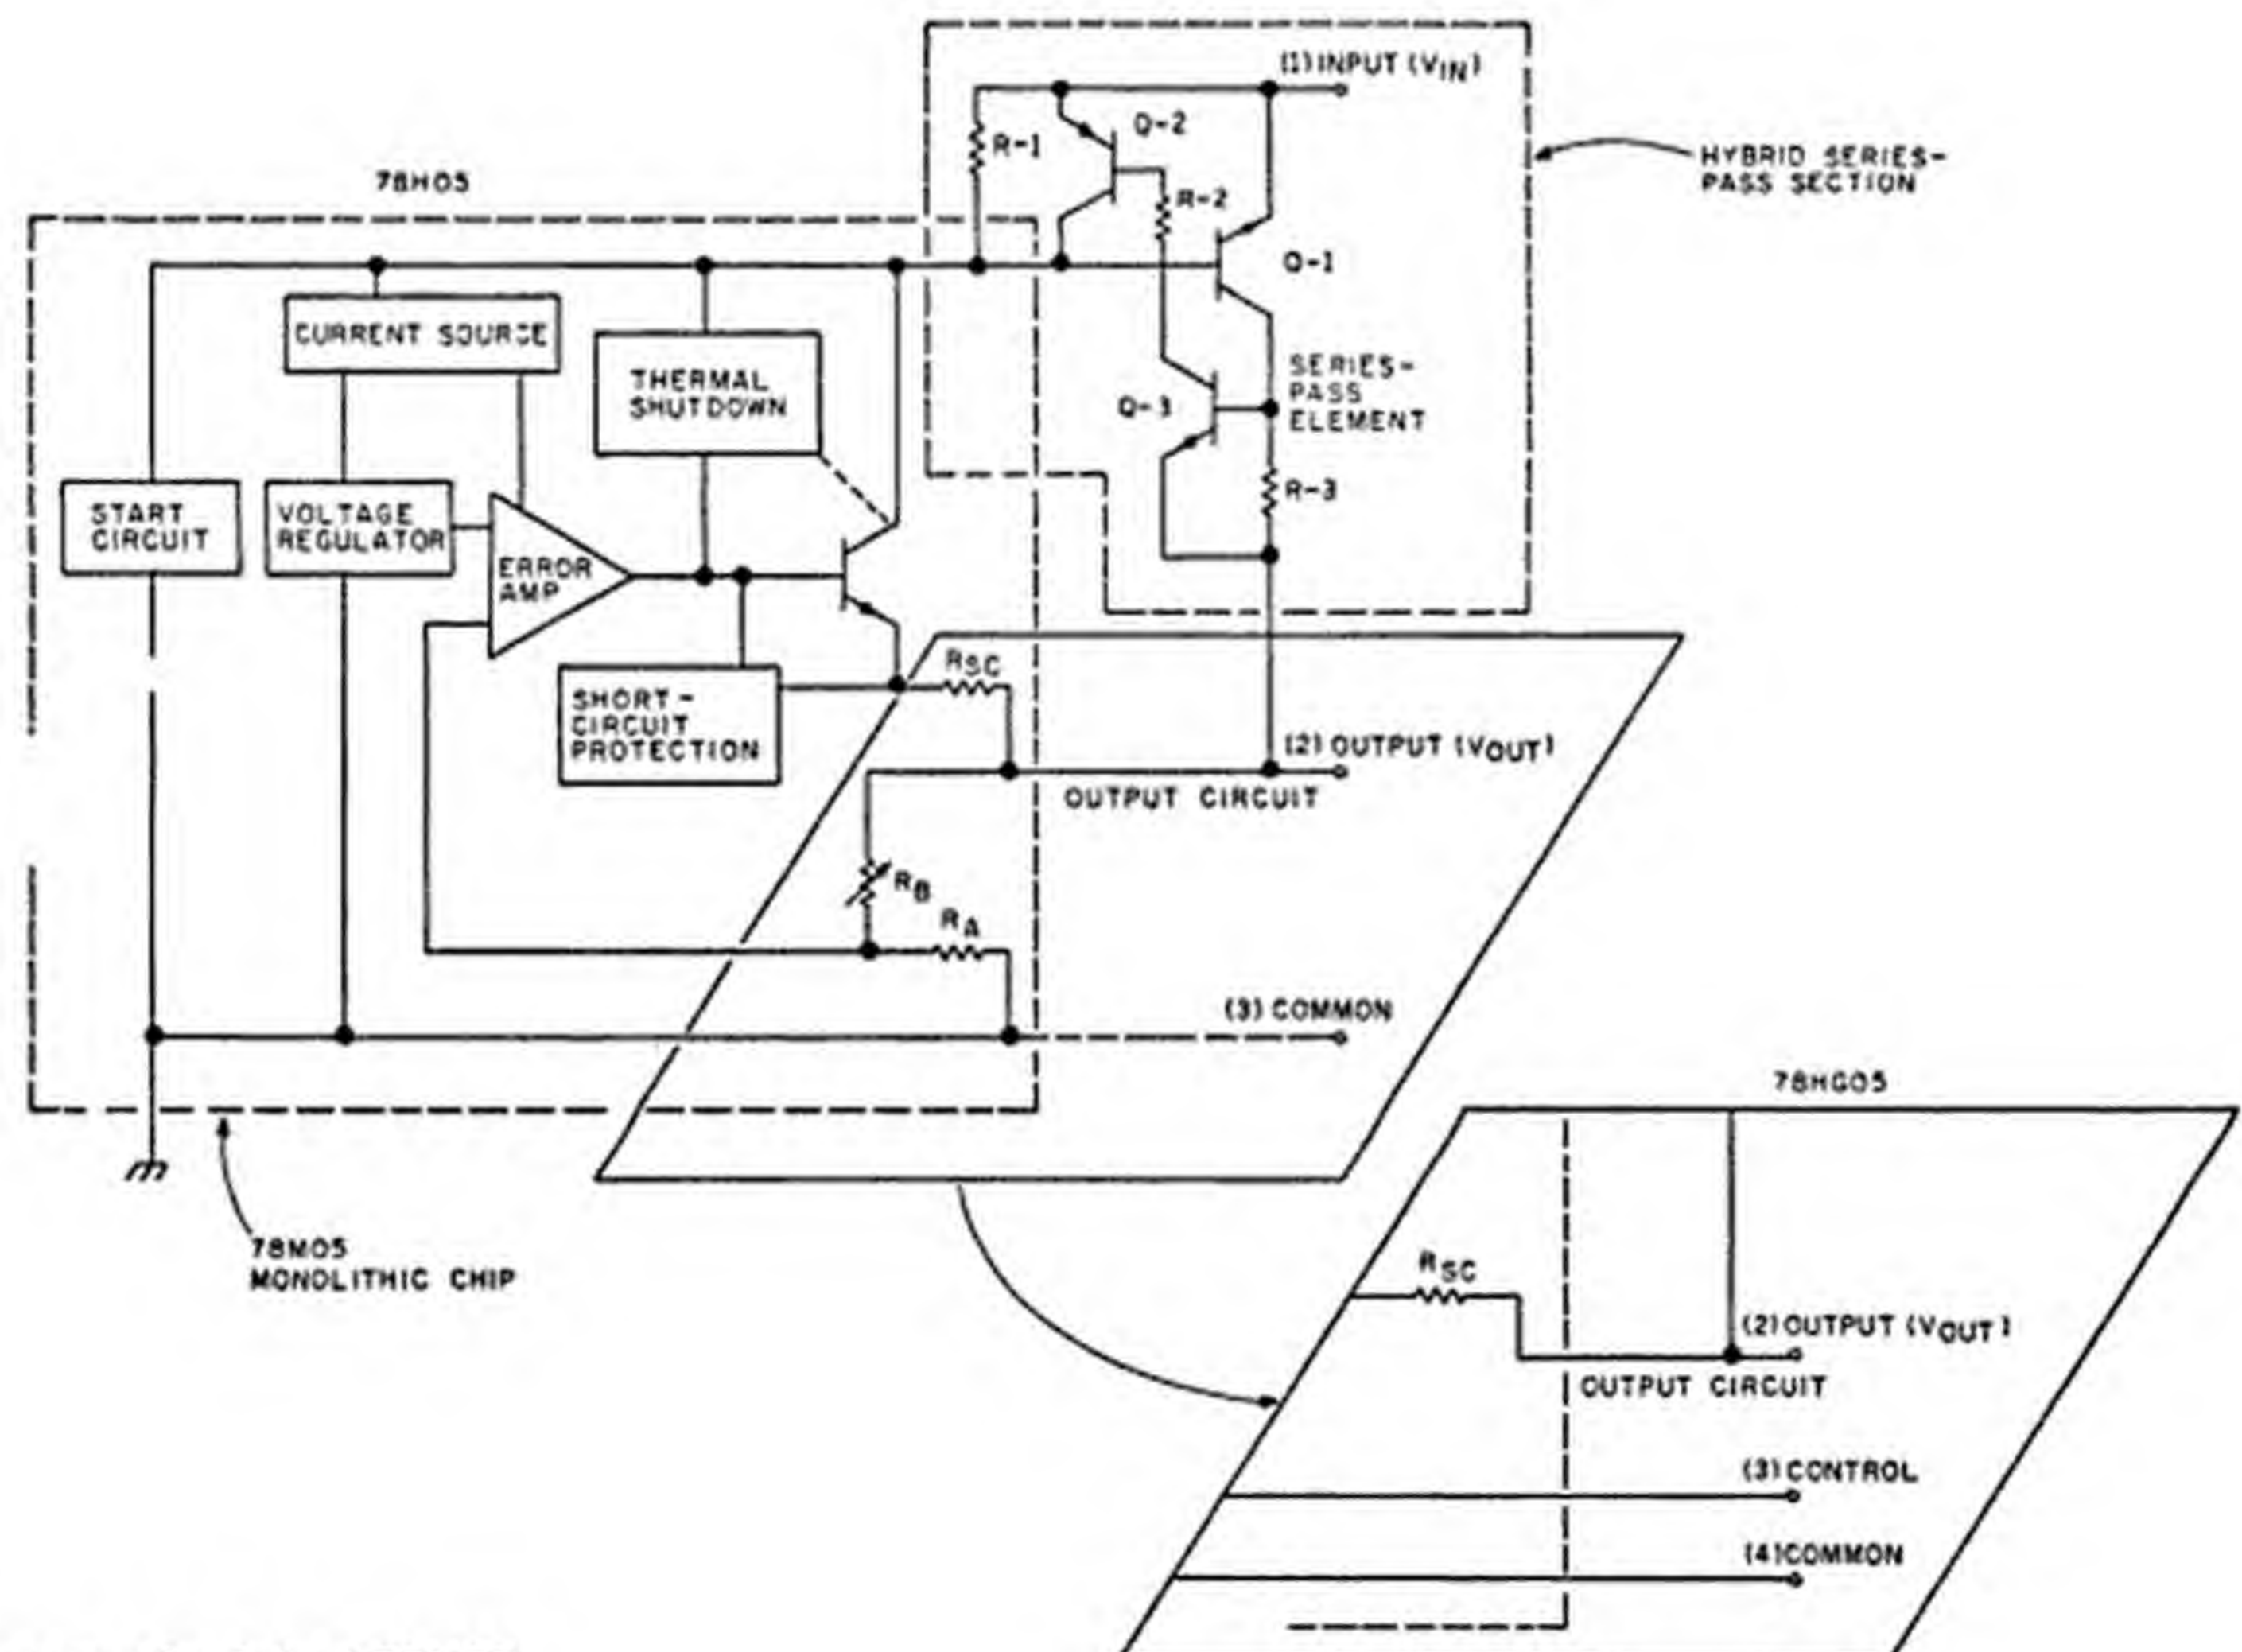 (1) INPUT (VIN)
Q-2
R-1
HYBRID SERIES-
PASS SECTION
78H05
R-2
Q-1
CURRENT SOURCE
THERMAL
SHUTDOWN
SERIES-
PASS
ELEMENT
Q-3
R-3
START
CIRCUIT
VOLTAGE
REGULATOR
ERROR
AMP
RSC
SHORT-
CIRCUIT
PROTECTION
(2) OUTPUT (VOUT)
OUTPUT CIRCUIT
RB
RA
(3) COMMON
78HG05
78M05
MONOLITHIC CHIP
RSC
(2) OUTPUT (VOUT)
OUTPUT CIRCUIT
(3) CONTROL
(4) COMMON